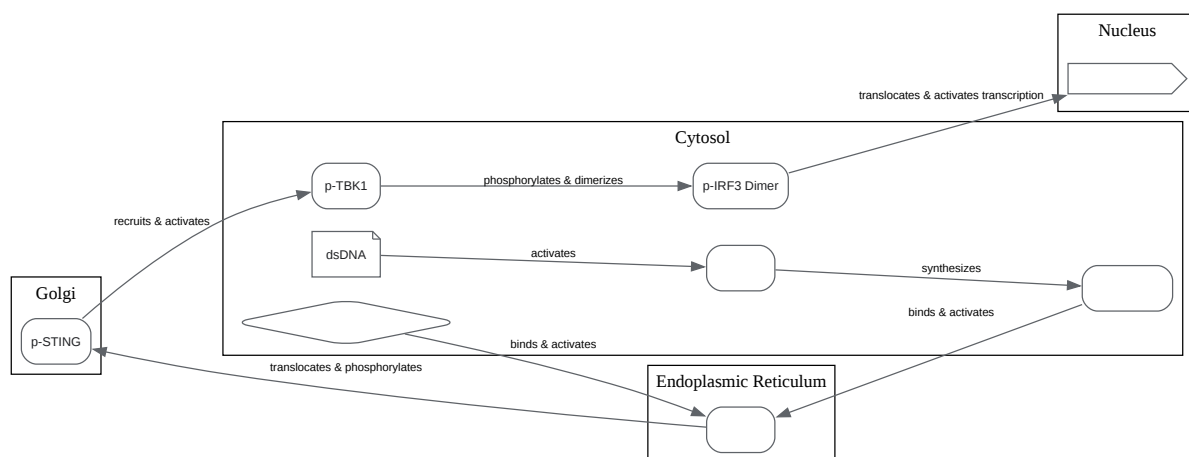 Nucleus
translocates & activates transcription
Cytosol
p-TBK1
phosphorylates & dimerizes
p-IRF3 Dimer
recruits & activates
dsDNA
activates
synthesizes
Golgi
p-STING
binds & activates
binds & activates
translocates & phosphorylates
Endoplasmic Reticulum